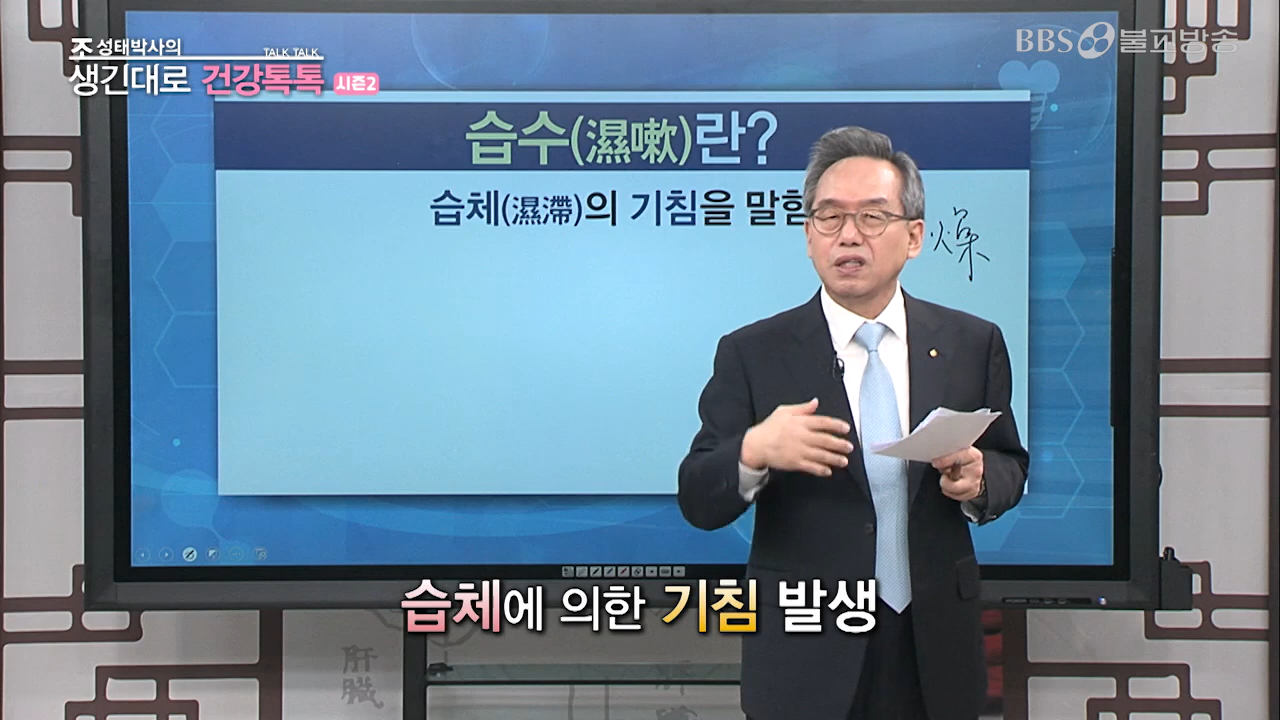 조성태박사의
TALK TALK
생긴대로 건강톡톡 시즌2
BBS 불교방송
습수(濕嗽)란?
습체(濕滯)의 기침을 말함
燥
습체에 의한 기침 발생
肝
臟